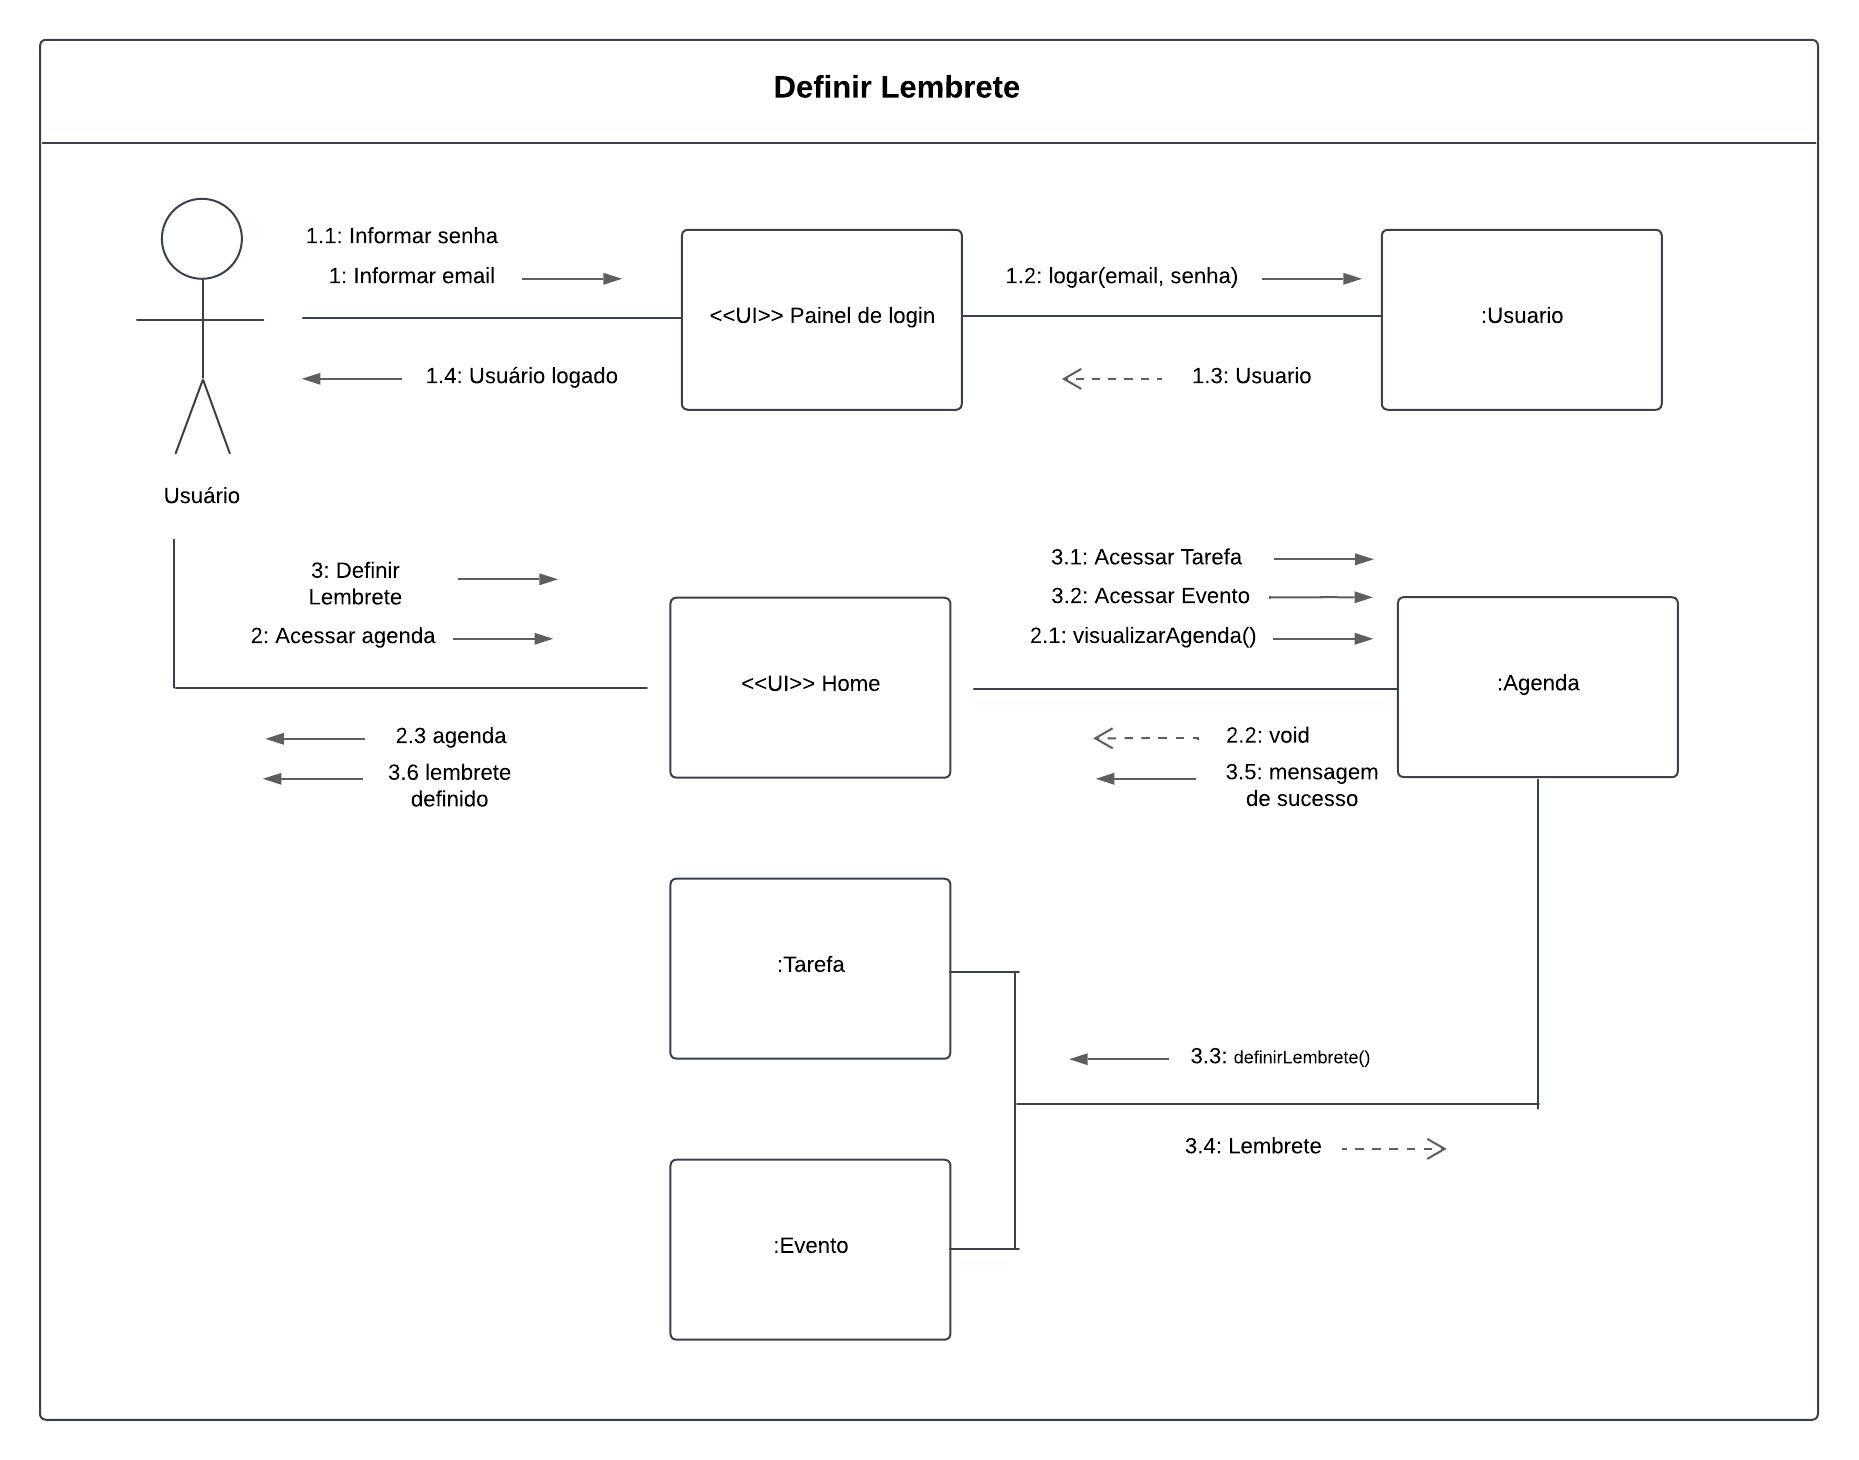 Definir Lembrete
1.1: Informar senha
1: Informar email
<<UI>> Painel de login
1.2: logar(email, senha)
:Usuario
1.4: Usuário logado
1.3: Usuario
Usuário
3: Definir
Lembrete
2: Acessar agenda
<<UI>> Home
3.1: Acessar Tarefa
3.2: Acessar Evento
2.1: visualizarAgenda()
:Agenda
2.3 agenda
3.6 lembrete
definido
2.2: void
3.5: mensagem
de sucesso
:Tarefa
3.3: definirLembrete()
3.4: Lembrete
:Evento